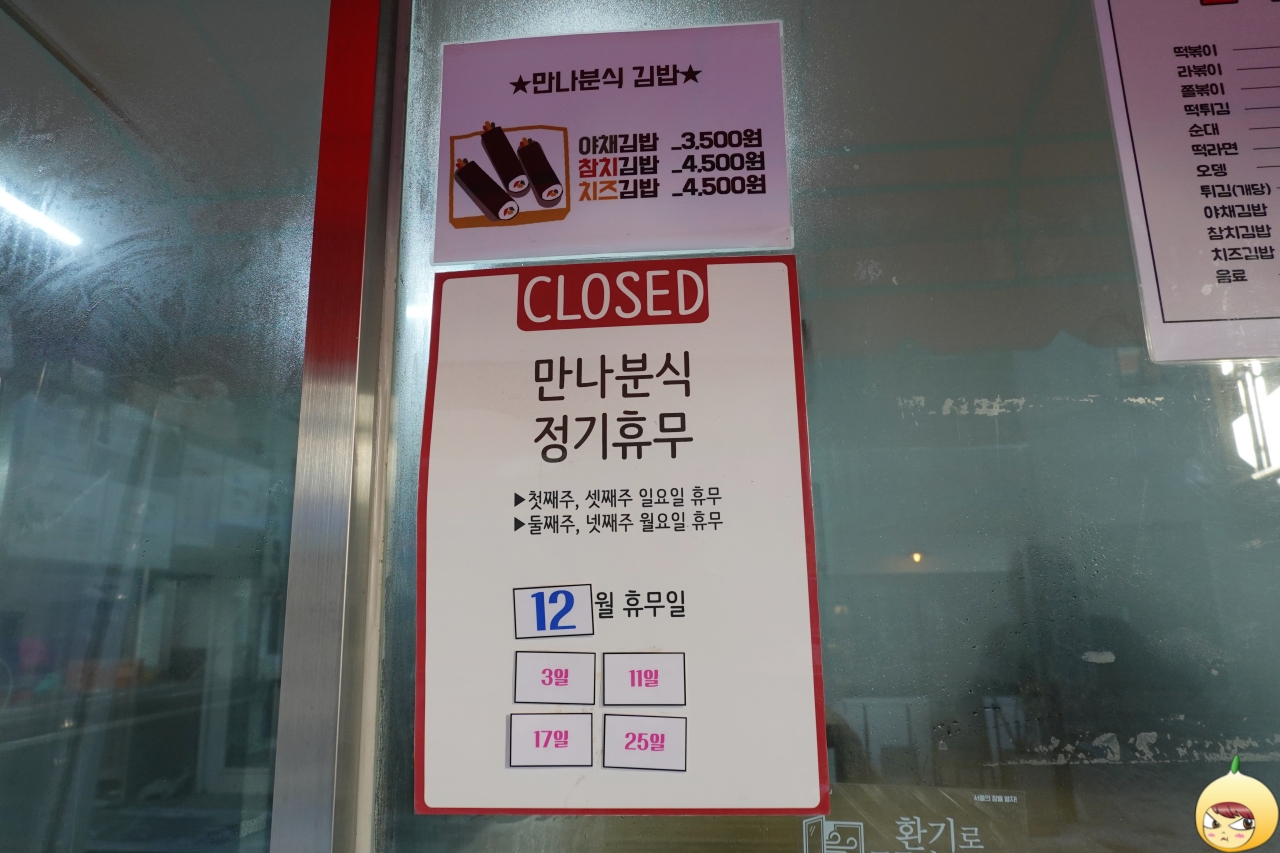 ★만나분식 김밥★
야채김밥 _3,500원
참치김밥 _4,500원
치즈김밥 _4,500원
CLOSED
만나분식
정기휴무
▶첫째주, 셋째주 일요일 휴무
▶둘째주, 넷째주 월요일 휴무
12월 휴무일
3일 11일
17일 25일
떡볶이
라볶이
쫄볶이
떡튀김
순대
떡라면
오뎅
튀김(개당)
야채김밥
참치김밥
치즈김밥
음료
환기로